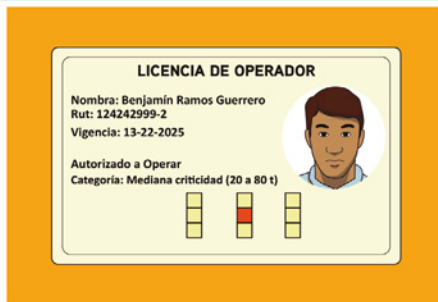 LICENCIA DE OPERADOR
Nombra: Benjamín Ramos Guerrero
Rut: 124242999-2
Vigencia: 13-22-2025
Autorizado a Operar
Categoría: Mediana criticidad (20 a 80 t)